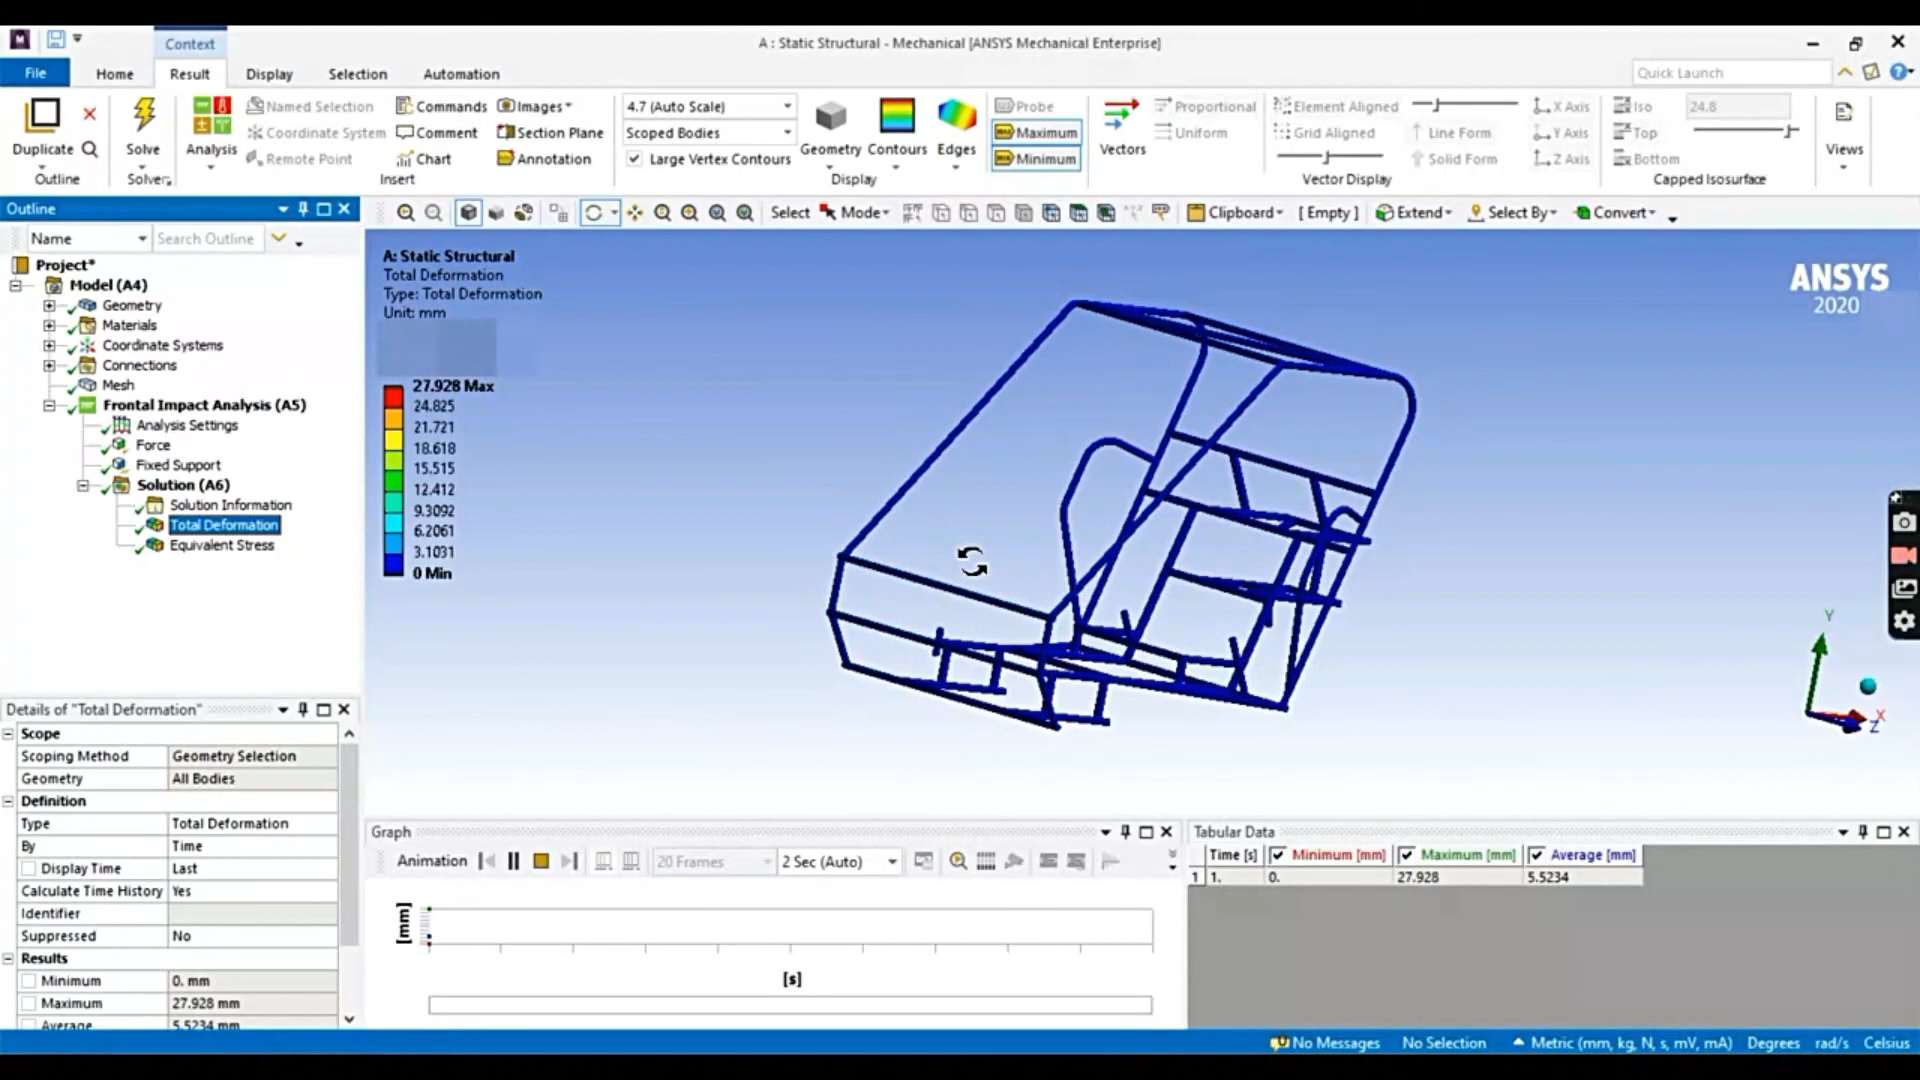 A : Static Structural - Mechanical [ANSYS Mechanical Enterprise]
Context
File Home Result Display Selection Automation
Quick Launch
Duplicate
Outline
Solve
Solver
Analysis
Named Selection
Coordinate System
Remote Point
Commands
Comment
Chart
Images
Section Plane
Annotation
Insert
4.7 (Auto Scale)
Scoped Bodies
Large Vertex Contours
Geometry
Contours
Edges
Display
Probe
Maximum
Minimum
Vectors
Proportional
Uniform
Element Aligned
Grid Aligned
Line Form
Solid Form
X Axis
Y Axis
Z Axis
Vector Display
Iso
Top
Bottom
24.8
Capped Isosurface
Views
Outline
Name
Search Outline
Select Mode Clipboard [ Empty ] Extend Select By Convert
Project*
Model (A4)
Geometry
Materials
Coordinate Systems
Connections
Mesh
Frontal Impact Analysis (A5)
Analysis Settings
Force
Fixed Support
Solution (A6)
Solution Information
Total Deformation
Equivalent Stress
A: Static Structural
Total Deformation
Type: Total Deformation
Unit: mm
27.928 Max
24.825
21.721
18.618
15.515
12.412
9.3092
6.2061
3.1031
0 Min
ANSYS
2020
Y
X
Z
Details of "Total Deformation"
Scope
Scoping Method Geometry Selection
Geometry All Bodies
Definition
Type Total Deformation
By Time
Display Time Last
Calculate Time History Yes
Identifier
Suppressed No
Results
Minimum 0. mm
Maximum 27.928 mm
Average 5.5234 mm
Graph
Animation 20 Frames 2 Sec (Auto)
[mm]
[s]
Tabular Data
Time [s] Minimum [mm] Maximum [mm] Average [mm]
1 1. 0. 27.928 5.5234
No Messages No Selection Metric (mm, kg, N, s, mV, mA) Degrees rad/s Celsius